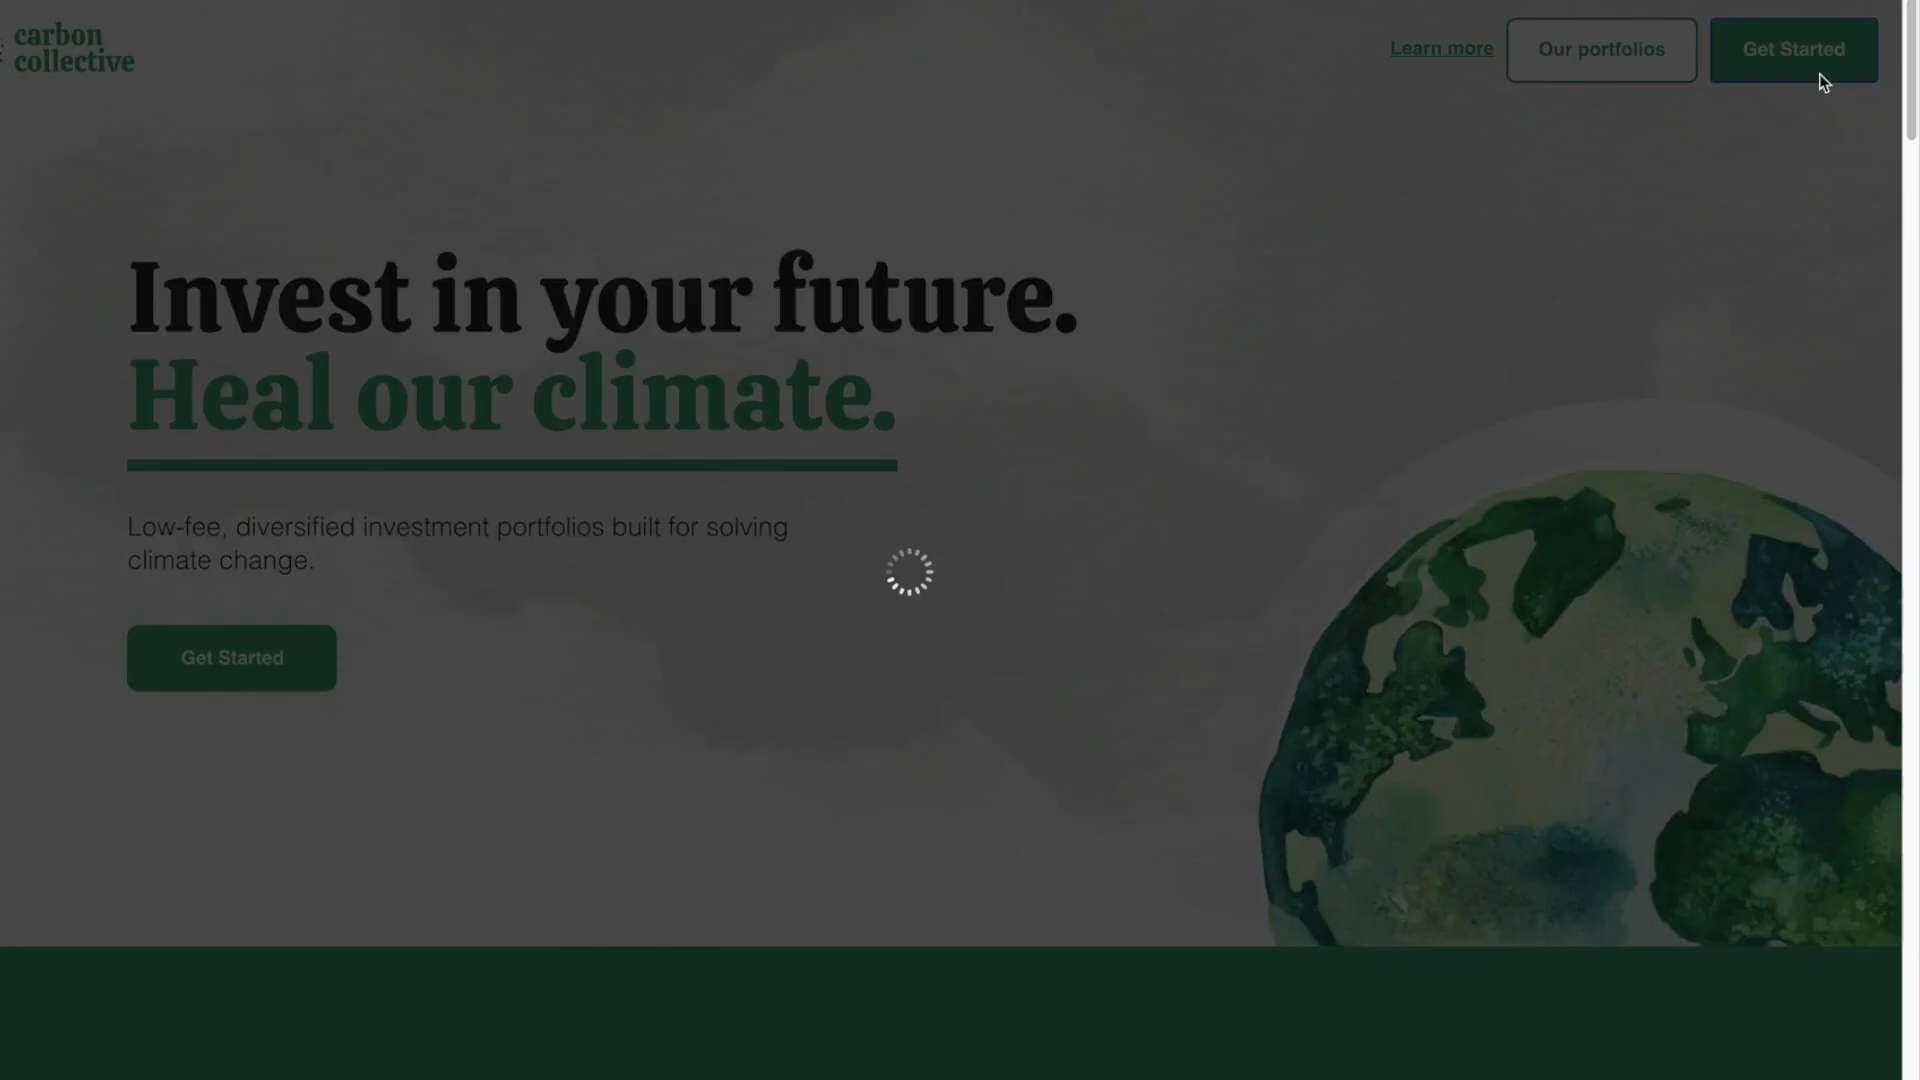 carbon
collective
Learn more
Our portfolios
Get Started
Invest in your future.
Heal our climate.
Low-fee, diversified investment portfolios built for solving
climate change.
Get Started